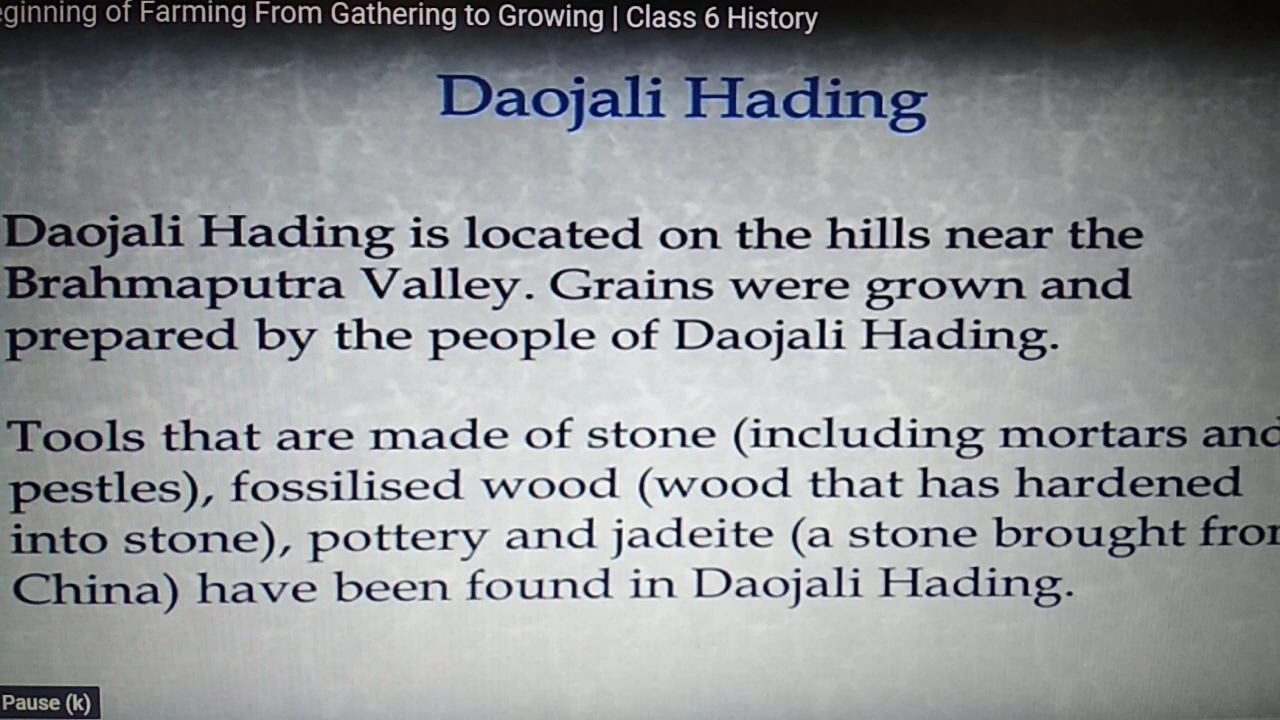 ginning of Farming From Gathering to Growing | Class 6 History
Daojali Hading
Daojali Hading is located on the hills near the
Brahmaputra Valley. Grains were grown and
prepared by the people of Daojali Hading.
Tools that are made of stone (including mortars and
pestles), fossilised wood (wood that has hardened
into stone), pottery and jadeite (a stone brought
China) have been found in Daojali Hading.
Pause (k)